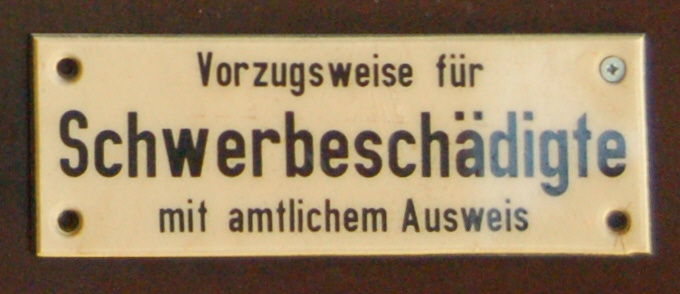 Vorzugsweise für
Schwerbeschädigte
mit amtlichem Ausweis